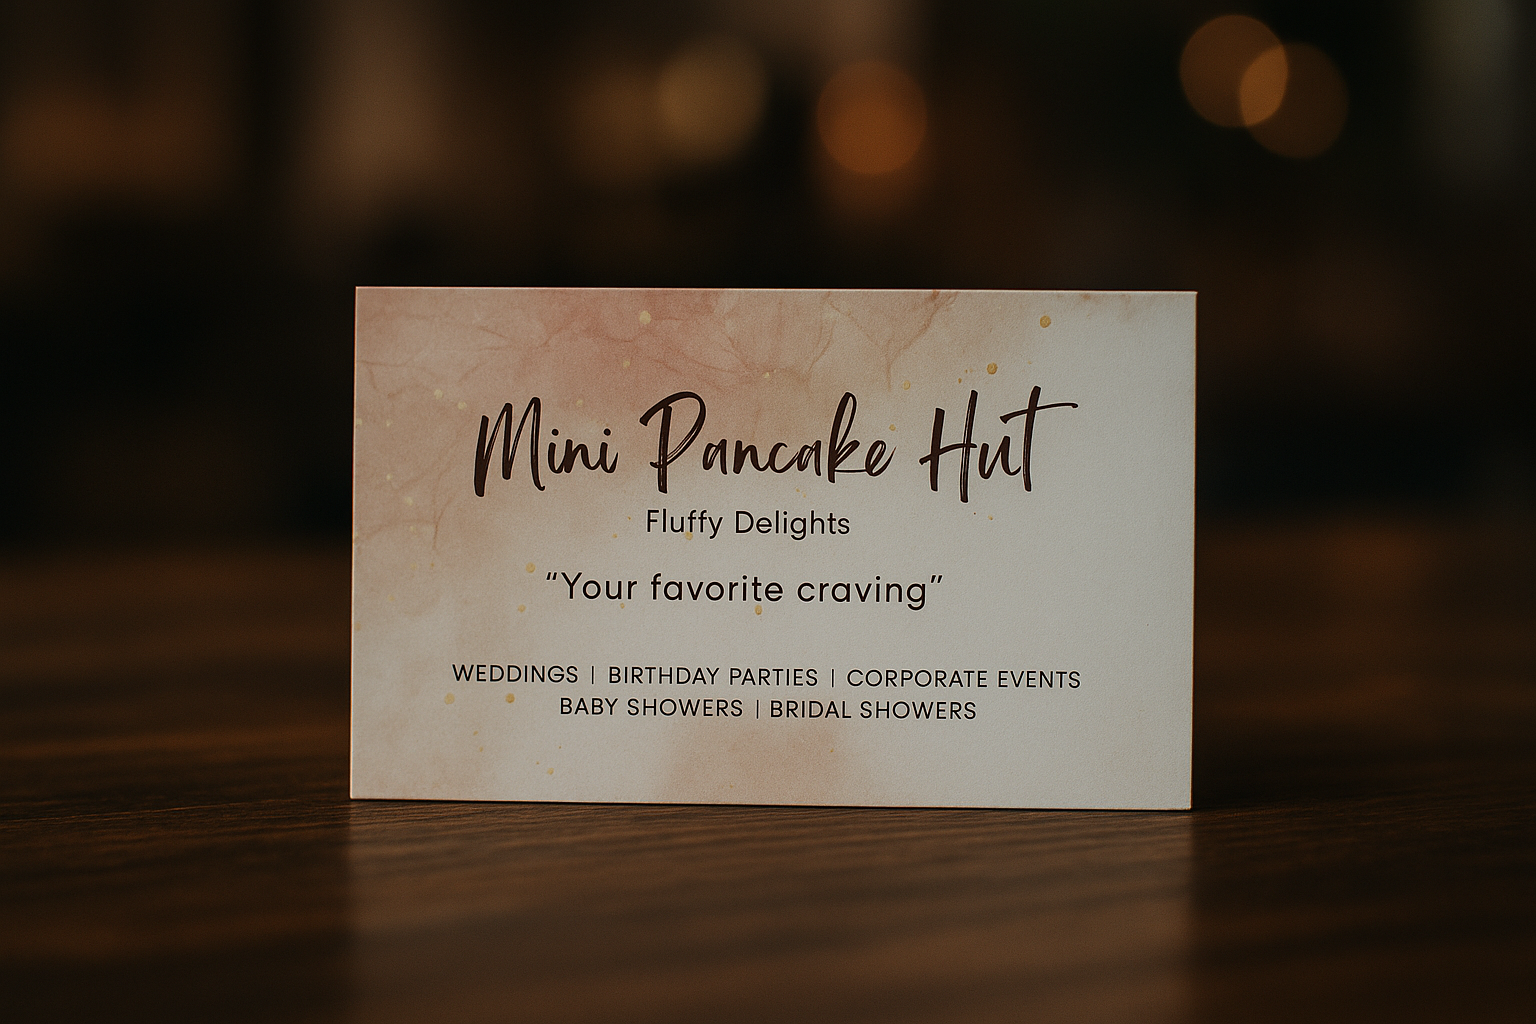 Mini Pancake Hut
Fluffy Delights
“Your favorite craving”
WEDDINGS | BIRTHDAY PARTIES | CORPORATE EVENTS
BABY SHOWERS | BRIDAL SHOWERS